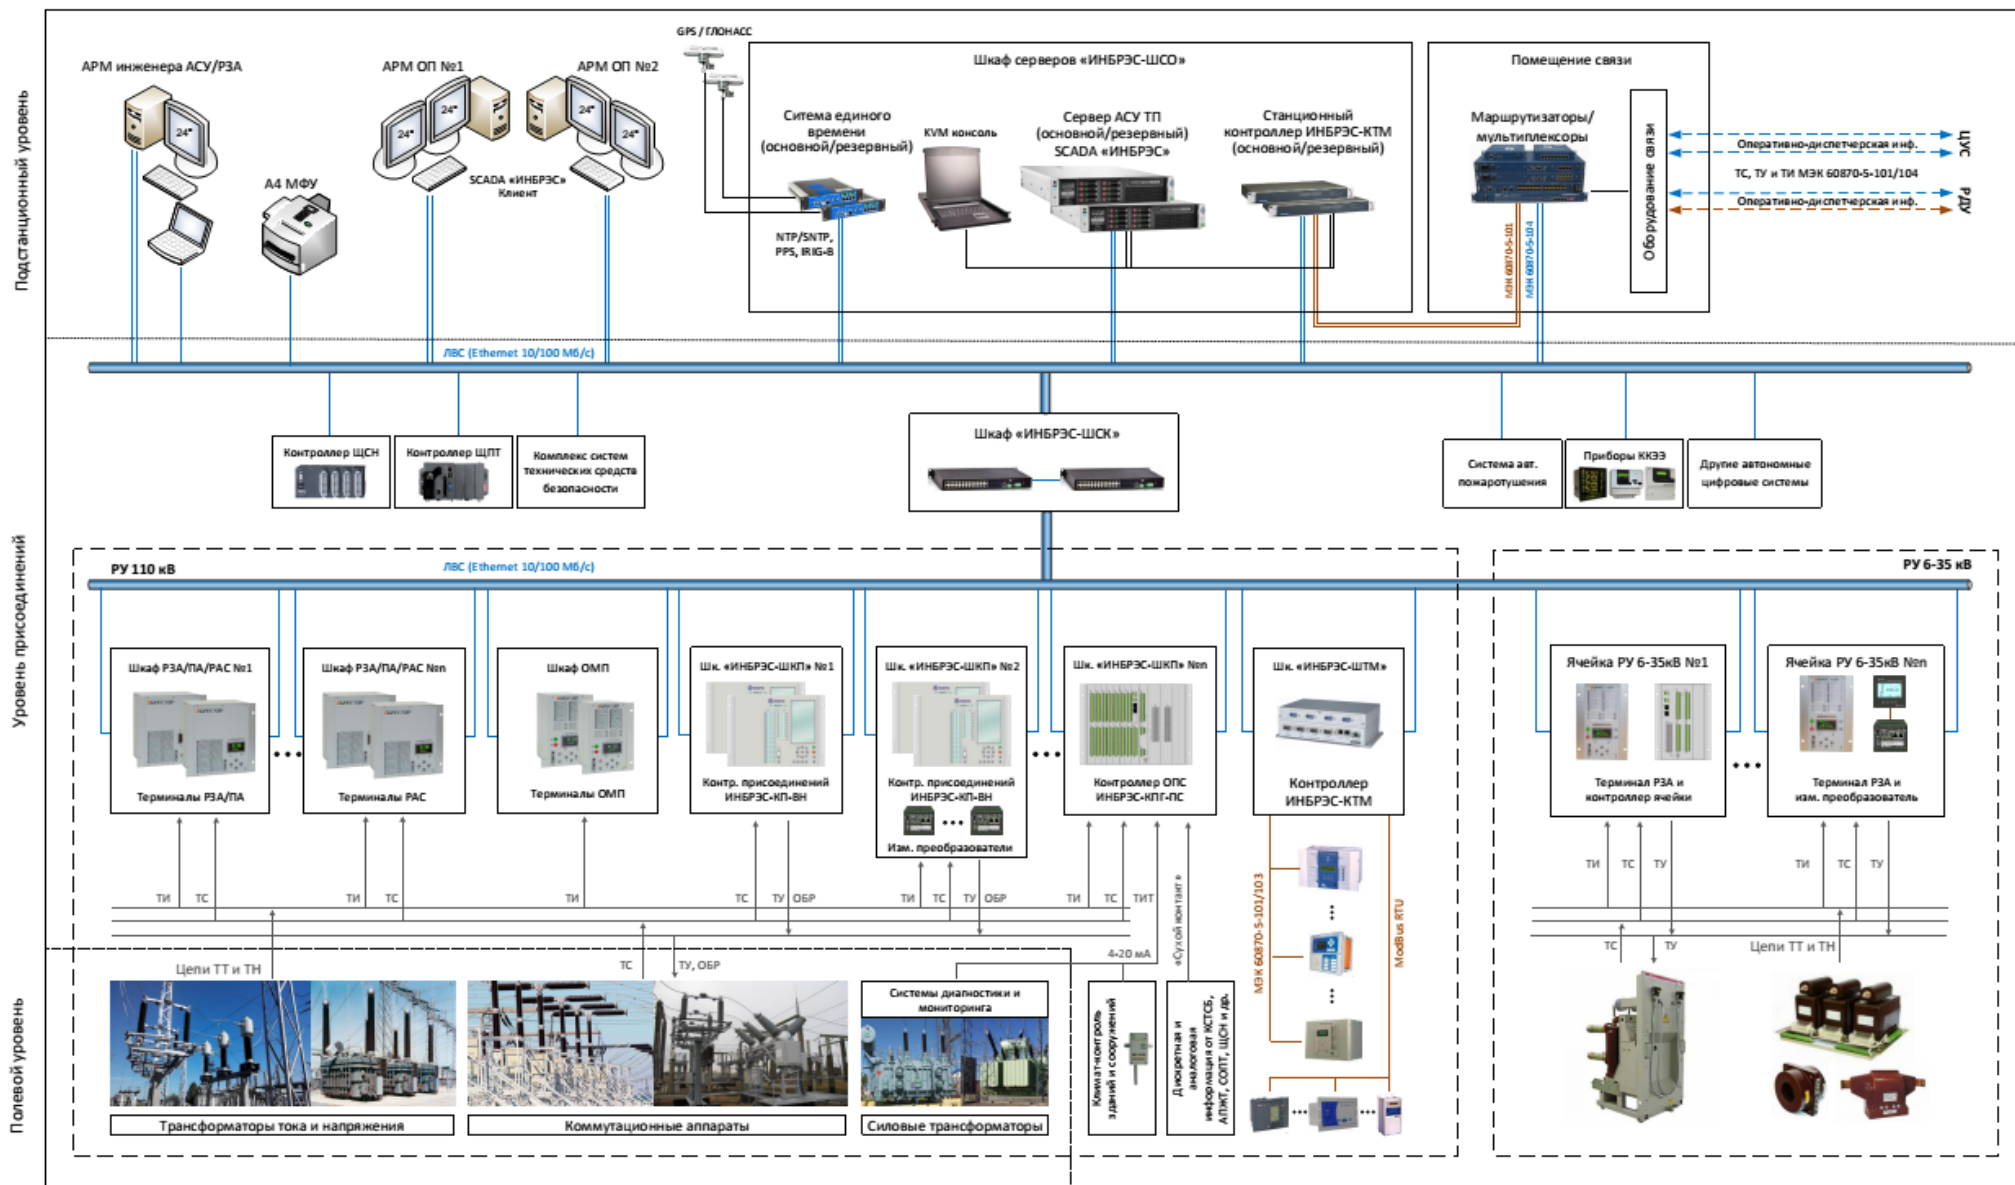 GPS / ГЛОНАСС
АРМ инженера АСУ/РЗА
АРМ ОП №1
АРМ ОП №2
Шкаф серверов «ИНБРЭС-ШСО»
Помещение связи
24"
24"
24"
24"
24"
SCADA «ИНБРЭС»
Клиент
А4 МФУ
Ситема единого
времени
(основной/резервный)
NTP/SNTP,
PPS, IRIG-B
KVM консоль
Сервер АСУ ТП
(основной/резервный)
SCADA «ИНБРЭС»
Станционный
контроллер ИНБРЭС-КТМ
(основной/резервный)
Маршрутизаторы/
мультиплексоры
МЭК 60870-5-101
МЭК 60870-5-104
Оборудование связи
Оперативно-диспетчерская инф.
ТС, ТУ и ТИ МЭК 60870-5-101/104
Оперативно-диспетчерская инф.
ЦУС
РДУ
Подстанционный уровень
ЛВС (Ethernet 10/100 Мб/с)
Контроллер ЩСН
Контроллер ЩПТ
Комплекс систем
технических средств
безопасности
Шкаф «ИНБРЭС-ШСК»
Система авт.
пожаротушения
Приборы ККЭЭ
Другие автономные
цифровые системы
Уровень присоединений
РУ 110 кВ
ЛВС (Ethernet 10/100 Мб/с)
РУ 6-35 кВ
Шкаф РЗА/ПА/РАС №1
Терминалы РЗА/ПА
Шкаф РЗА/ПА/РАС №n
Терминалы РАС
Шкаф ОМП
Терминалы ОМП
Шк. «ИНБРЭС-ШКП» №1
Контр. присоединений
ИНБРЭС-КП-ВН
Шк. «ИНБРЭС-ШКП» №2
Контр. присоединений
ИНБРЭС-КП-ВН
Изм. преобразователи
Шк. «ИНБРЭС-ШКП» №n
Контроллер ОПС
ИНБРЭС-КПГ-ПС
Шк. «ИНБРЭС-ШТМ»
Контроллер
ИНБРЭС-КТМ
Ячейка РУ 6-35кВ №1
Терминал РЗА и
контроллер ячейки
Ячейка РУ 6-35кВ №n
Терминал РЗА и
изм. преобразователь
ТИ
ТС
ТИ
ТС
ТИ
ТС
ТУ
ОБР
ТИ
ТС
ТУ
ОБР
ТИ
ТС
ТИТ
«Сухой контакт»
МЭК 60870-5-101/103
ModBus RTU
ТИ
ТС
ТУ
ТИ
ТС
ТУ
Полевой уровень
Цепи ТТ и ТН
ТС
ТУ, ОБР
4-20 мА
ТС
ТУ
Цепи ТТ и ТН
Системы диагностики и
мониторинга
Климат-контроль
зданий и сооружений
Дискретная и
аналоговая
информация от КСТСБ,
АПЖТ, СОПТ, ЩСН и др.
Трансформаторы тока и напряжения
Коммутационные аппараты
Силовые трансформаторы